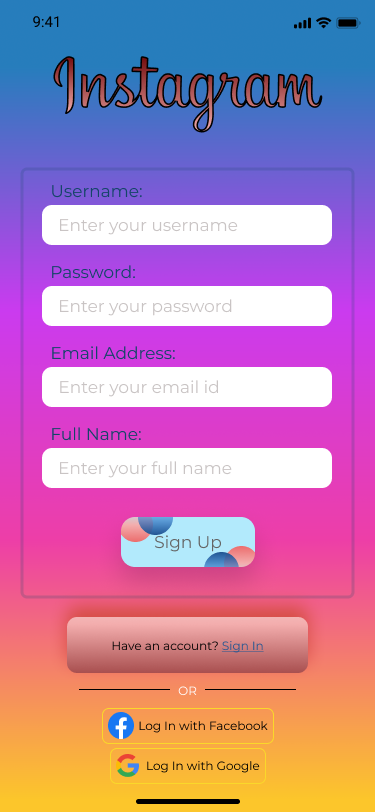 9:41
Instagram
Username:
Enter your username
Password:
Enter your password
Email Address:
Enter your email id
Full Name:
Enter your full name
Sign Up
Have an account? Sign In
OR
Log In with Facebook
Log In with Google